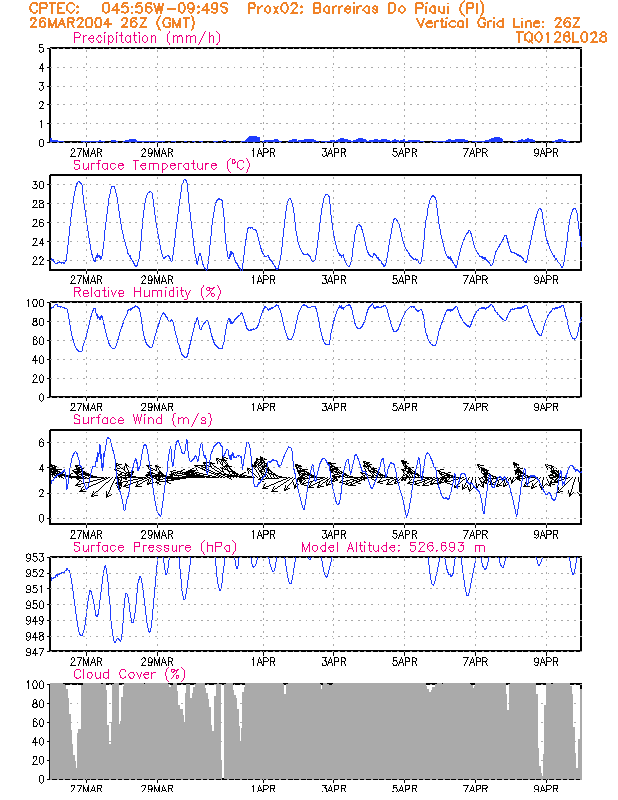 CPTEC: 045:56W-09:49S Prox02: Barreiras Do Piaui (PI)
26MAR2004 26Z (GMT) Vertical Grid Line: 26Z
Precipitation (mm/h) TQ0126L028
5
4
3
2
1
0
27MAR 29MAR 1APR 3APR 5APR 7APR 9APR
Surface Temperature (°C)
30
28
26
24
22
27MAR 29MAR 1APR 3APR 5APR 7APR 9APR
Relative Humidity (%)
100
80
60
40
20
0
27MAR 29MAR 1APR 3APR 5APR 7APR 9APR
Surface Wind (m/s)
6
4
2
0
27MAR 29MAR 1APR 3APR 5APR 7APR 9APR
Surface Pressure (hPa) Model Altitude: 526.693 m
953
952
951
950
949
948
947
27MAR 29MAR 1APR 3APR 5APR 7APR 9APR
Cloud Cover (%)
100
80
60
40
20
0
27MAR 29MAR 1APR 3APR 5APR 7APR 9APR